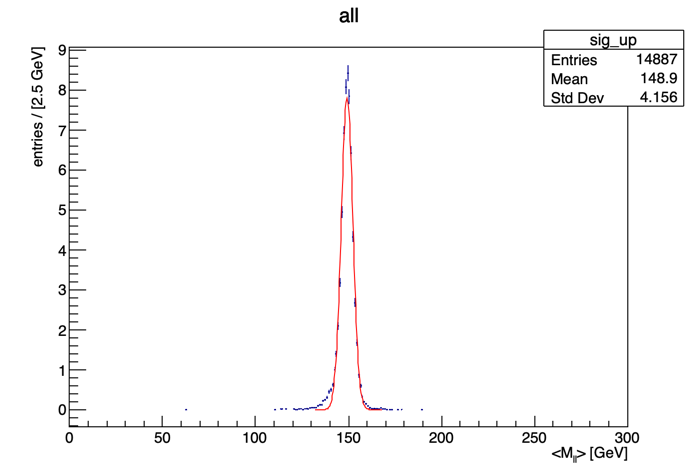 all
sig_up
Entries 14887
Mean 148.9
Std Dev 4.156
entries / [2.5 GeV]
9
8
7
6
5
4
3
2
1
0
0 50 100 150 200 250 300
<M_ll> [GeV]